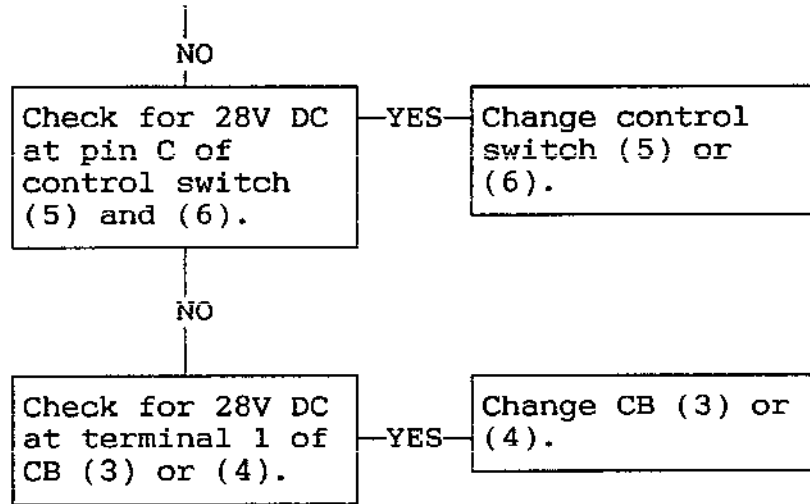 NO
Check for 28V DC
at pin C of
control switch
(5) and (6).
YES
Change control
switch (5) or
(6).
NO
Check for 28V DC
at terminal 1 of
CB (3) or (4).
YES
Change CB (3) or
(4).